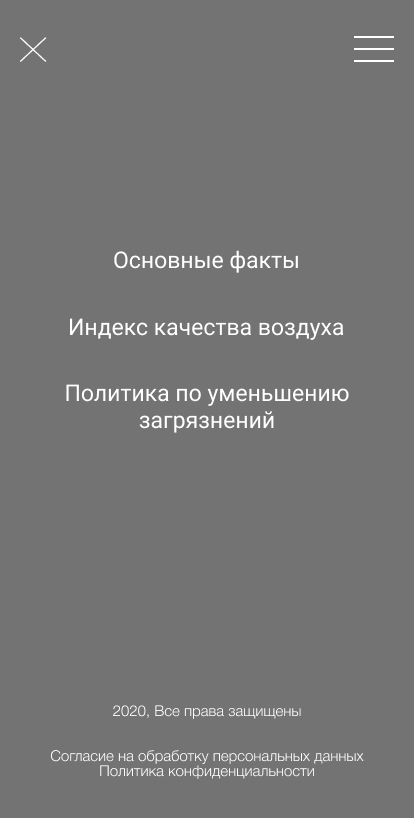 Основные факты
Индекс качества воздуха
Политика по уменьшению
загрязнений
2020, Все права защищены
Согласие на обработку персональных данных
Политика конфиденциальности